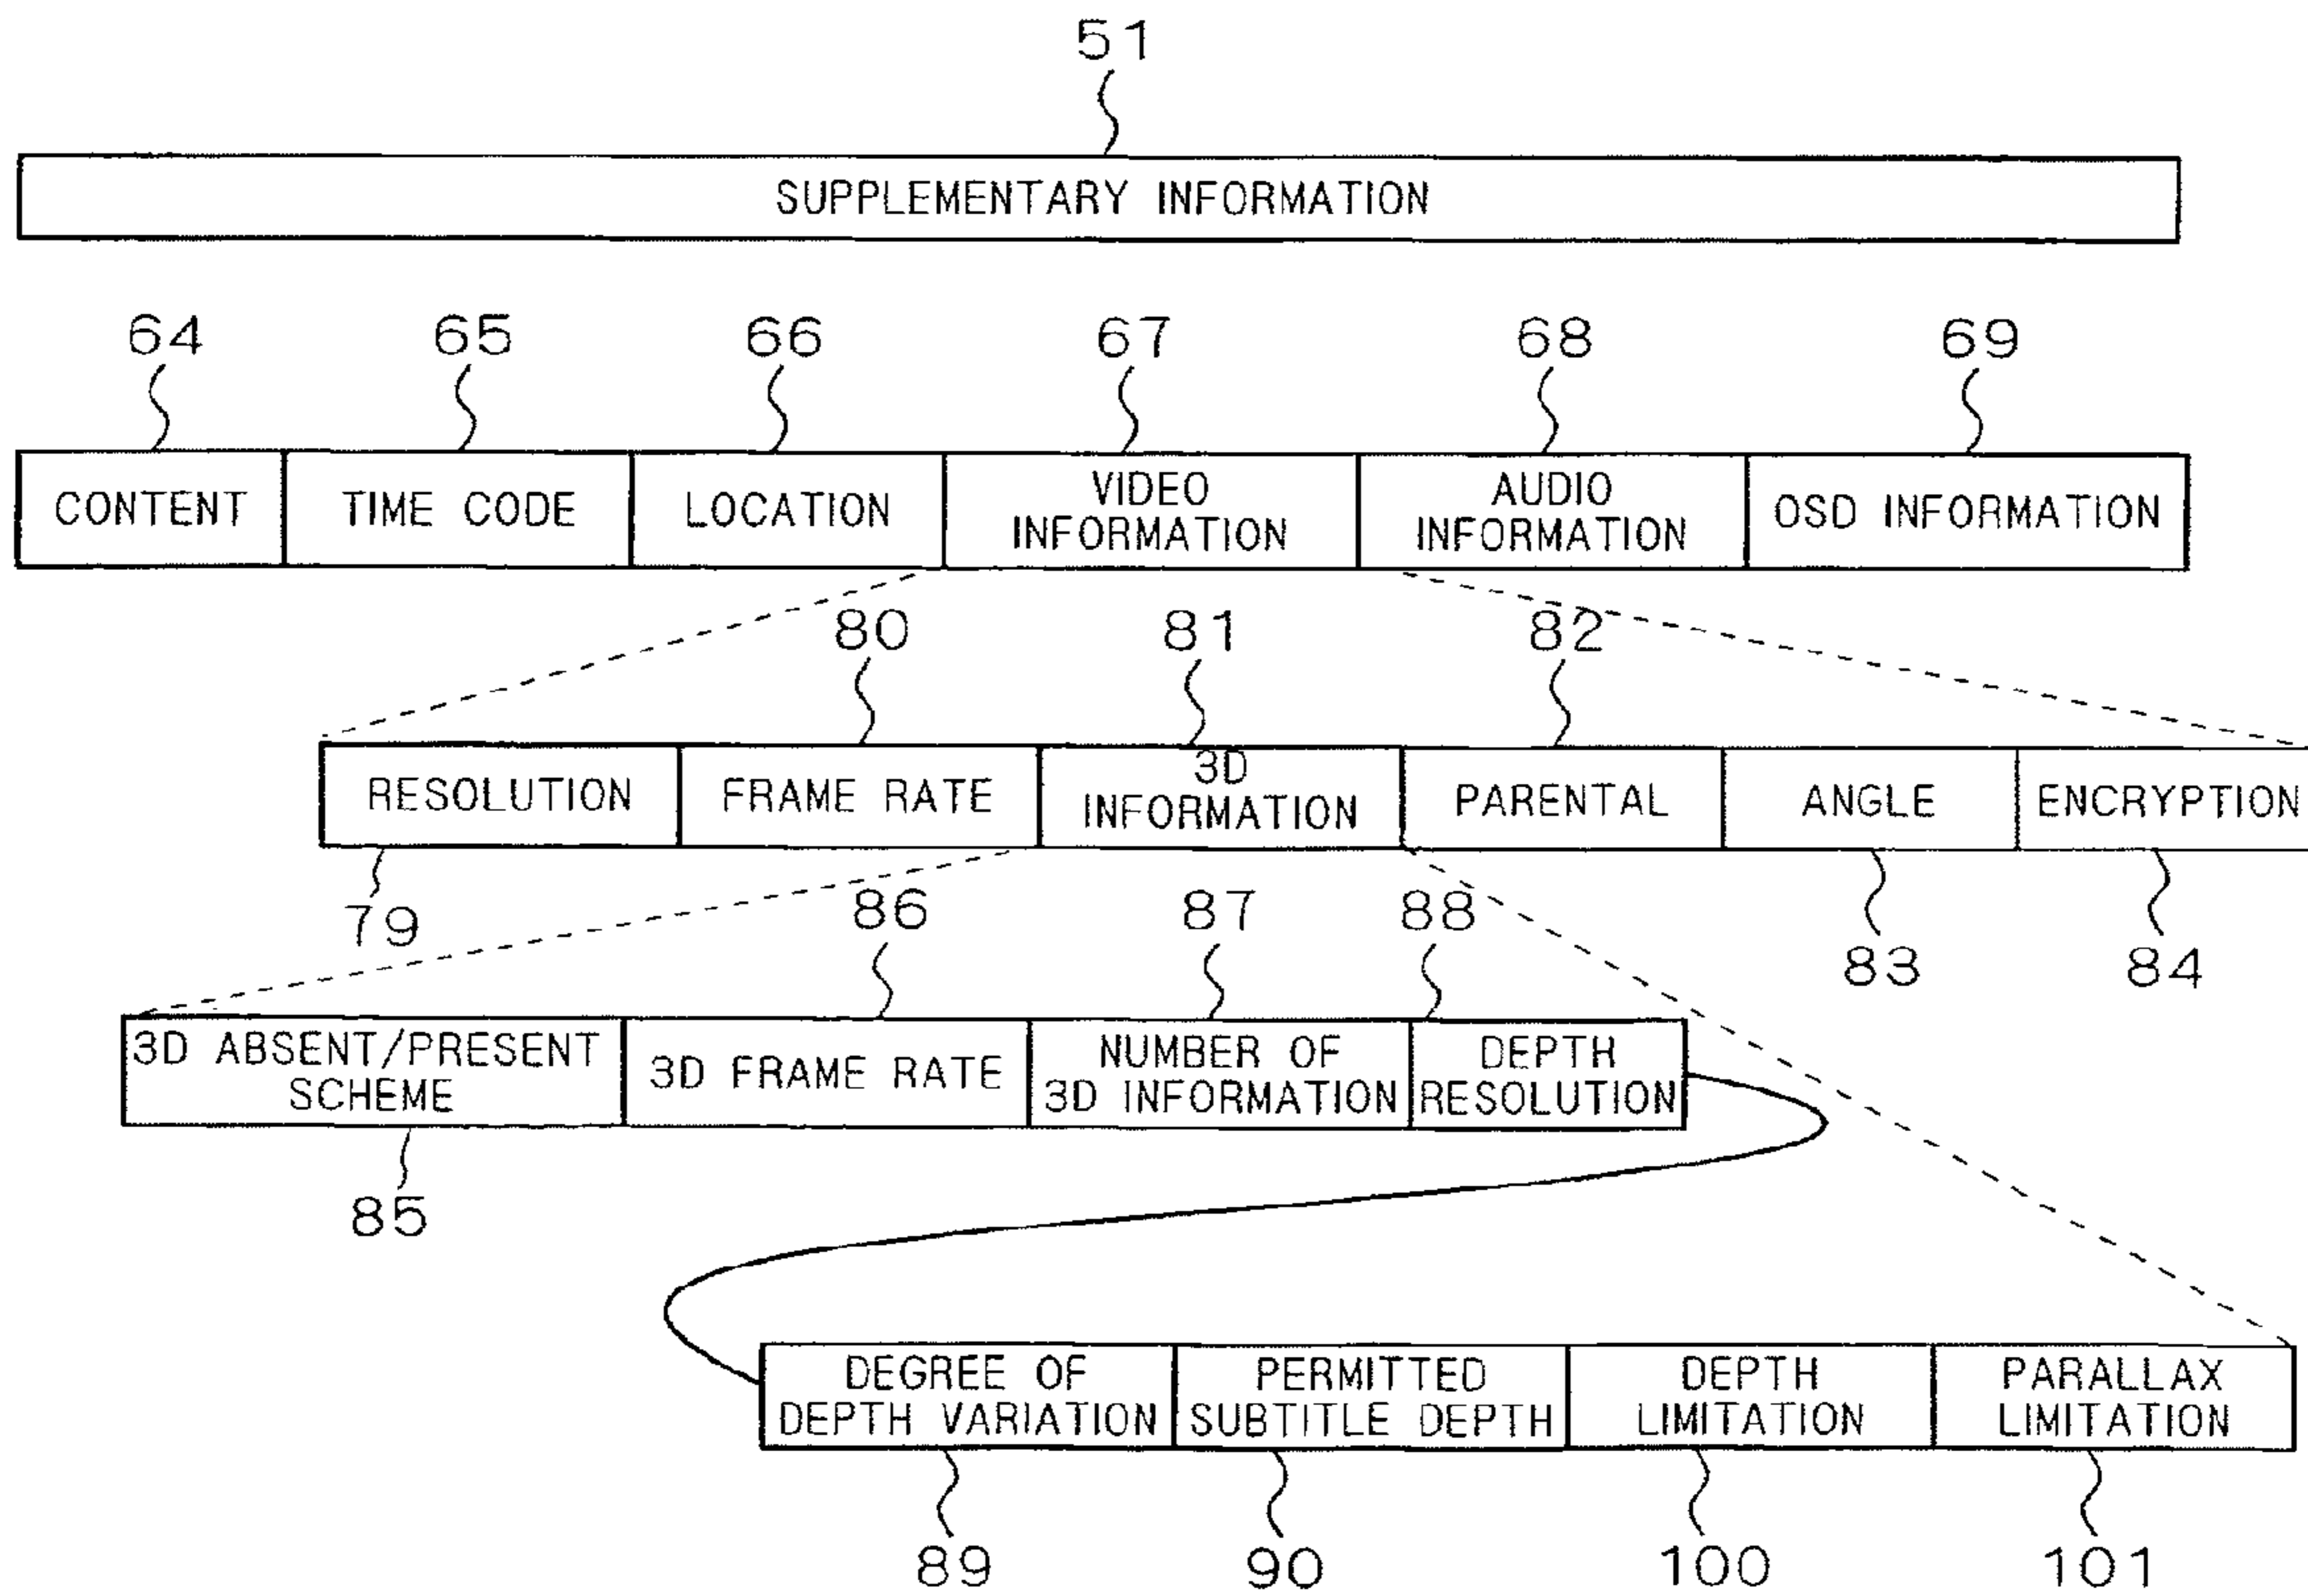 51
SUPPLEMENTARY INFORMATION
64 65 66 67 68 69
CONTENT TIME CODE LOCATION VIDEO INFORMATION AUDIO INFORMATION OSD INFORMATION
80 81 82
RESOLUTION FRAME RATE 3D INFORMATION PARENTAL ANGLE ENCRYPTION
79 86 87 88 83 84
3D ABSENT/PRESENT SCHEME 3D FRAME RATE NUMBER OF 3D INFORMATION DEPTH RESOLUTION
85
DEGREE OF DEPTH VARIATION PERMITTED SUBTITLE DEPTH DEPTH LIMITATION PARALLAX LIMITATION
89 90 100 101